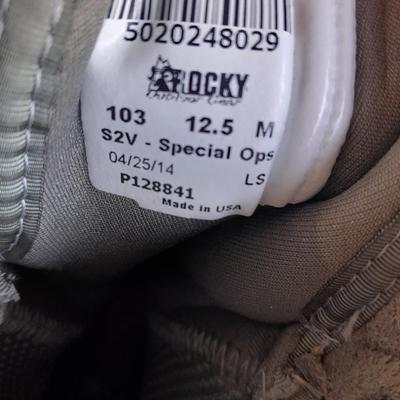 5020248029
ROCKY
103 12.5 M
S2V - Special Ops
04/25/14 LS
P128841
Made in USA